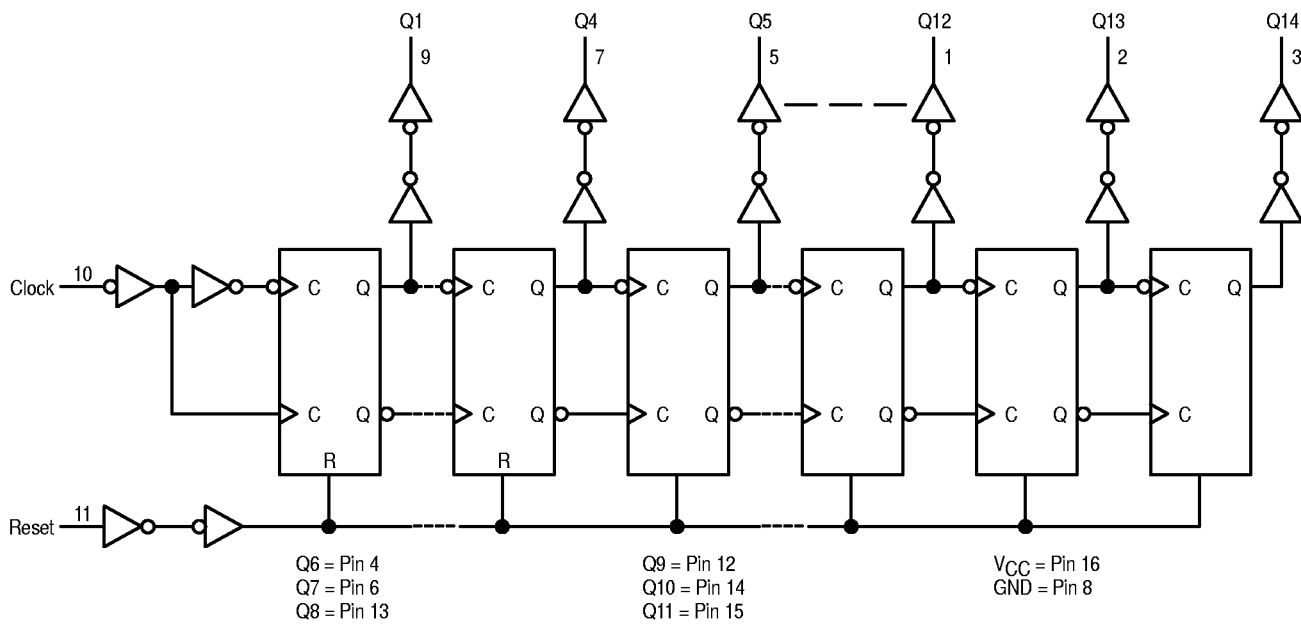 Q1 Q4 Q5 Q12 Q13 Q14
9 7 5 1 2 3
Clock 10 C Q C Q C Q C Q C Q C Q
C Q C Q C Q C Q C Q C
R R
Reset 11
Q6 = Pin 4 Q9 = Pin 12 VCC = Pin 16
Q7 = Pin 6 Q10 = Pin 14 GND = Pin 8
Q8 = Pin 13 Q11 = Pin 15